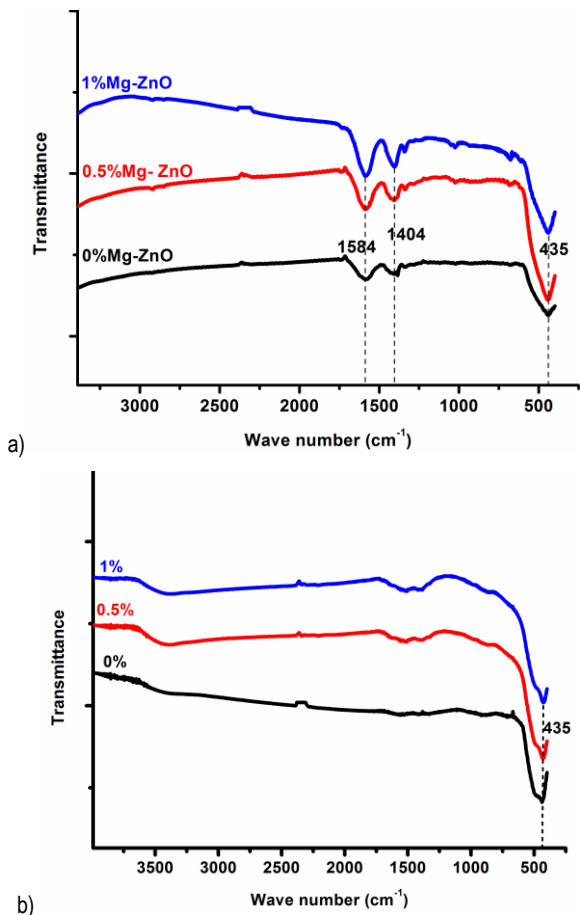 1%Mg-ZnO
0.5%Mg- ZnO
0%Mg-ZnO
1584
1404
435
Transmittance
3000
2500
2000
1500
1000
500
Wave number (cm⁻¹)
a)
1%
0.5%
0%
435
Transmittance
3500
3000
2500
2000
1500
1000
500
Wave number (cm⁻¹)
b)